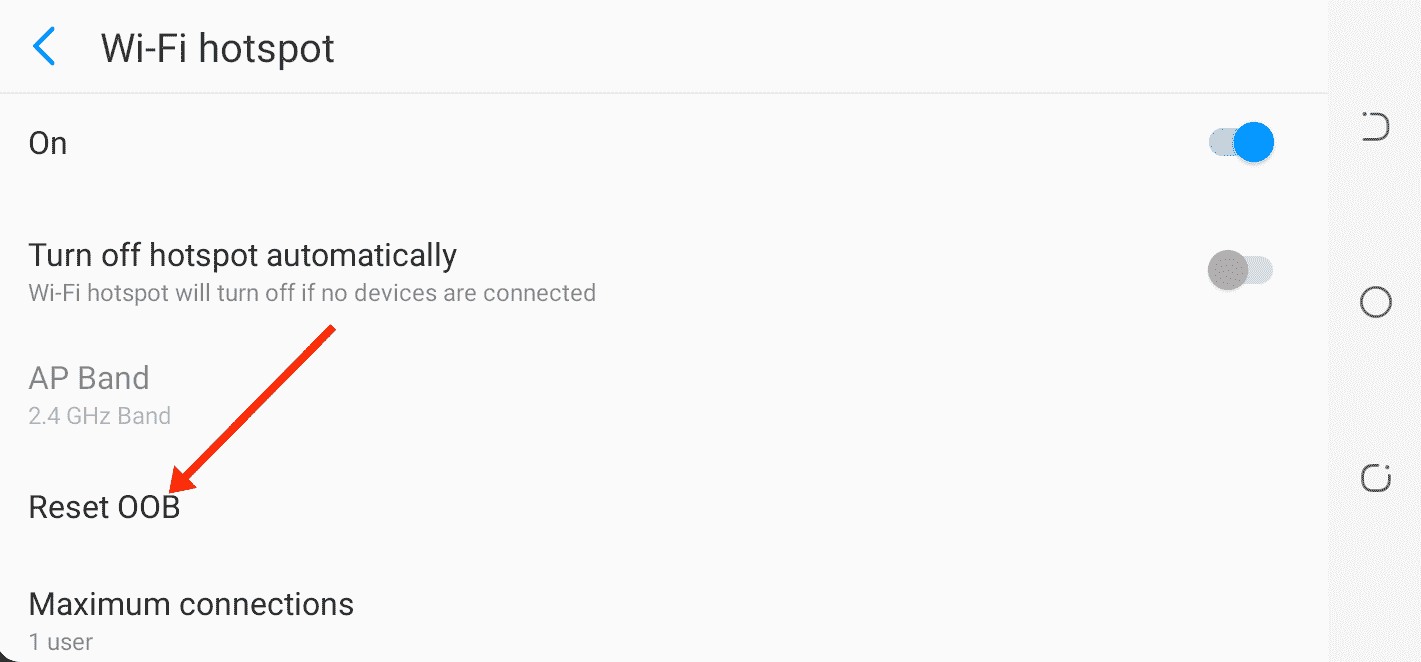 Wi-Fi hotspot
On
Turn off hotspot automatically
Wi-Fi hotspot will turn off if no devices are connected
AP Band
2.4 GHz Band
Reset OOB
Maximum connections
1 user